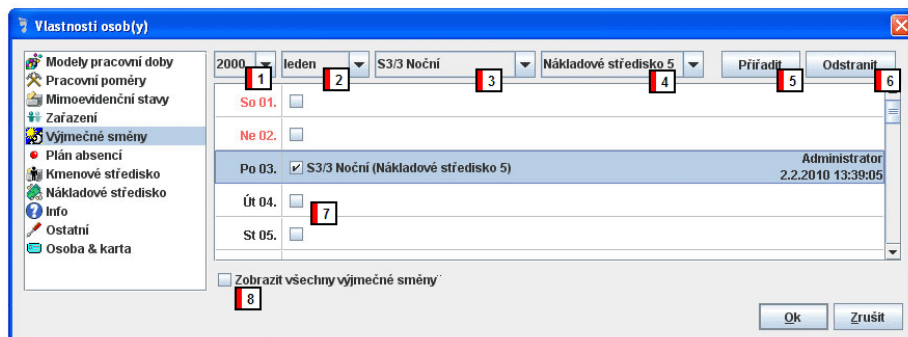 Vlastnosti osob(y)
Modely pracovní doby
Pracovní poměry
Mimoevidenční stavy
Zařazení
Výjmečné směny
Plán absencí
Kmenové středisko
Nákladové středisko
Info
Ostatní
Osoba & karta
2000 leden S3/3 Noční Nákladové středisko 5 Přiřadit Odstranit
1 2 3 4 5 6
So 01.
Ne 02.
Po 03. S3/3 Noční (Nákladové středisko 5) Administrator
2.2.2010 13:39:05
Út 04.
7
St 05.
Zobrazit všechny výjmečné směny
8
Ok Zrušit